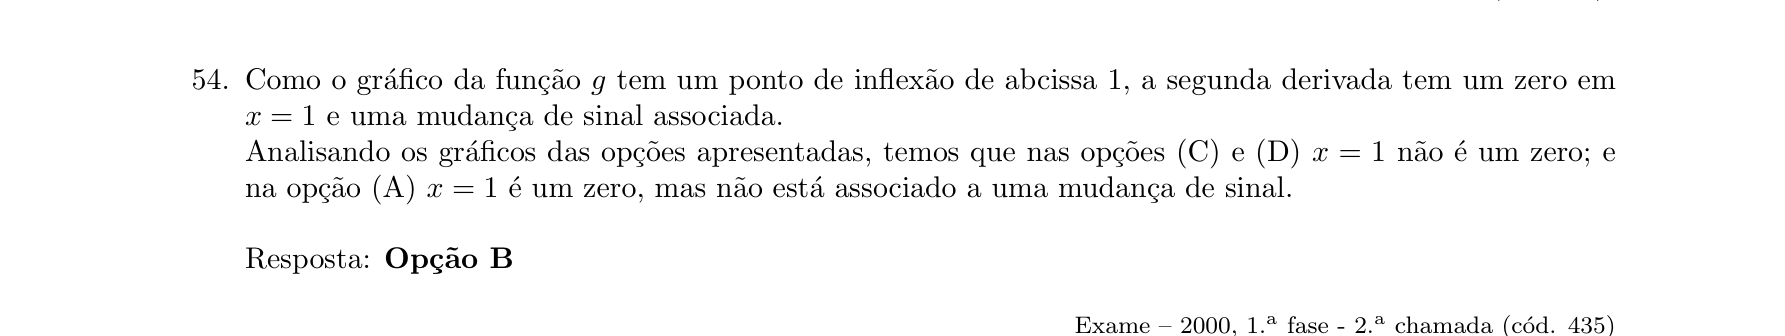 54. Como o gráfico da função g tem um ponto de inflexão de abcissa 1, a segunda derivada tem um zero em
x = 1 e uma mudança de sinal associada.
Analisando os gráficos das opções apresentadas, temos que nas opções (C) e (D) x = 1 não é um zero; e
na opção (A) x = 1 é um zero, mas não está associado a uma mudança de sinal.
Resposta: Opção B
Exame – 2000, 1.ª fase - 2.ª chamada (cód. 435)